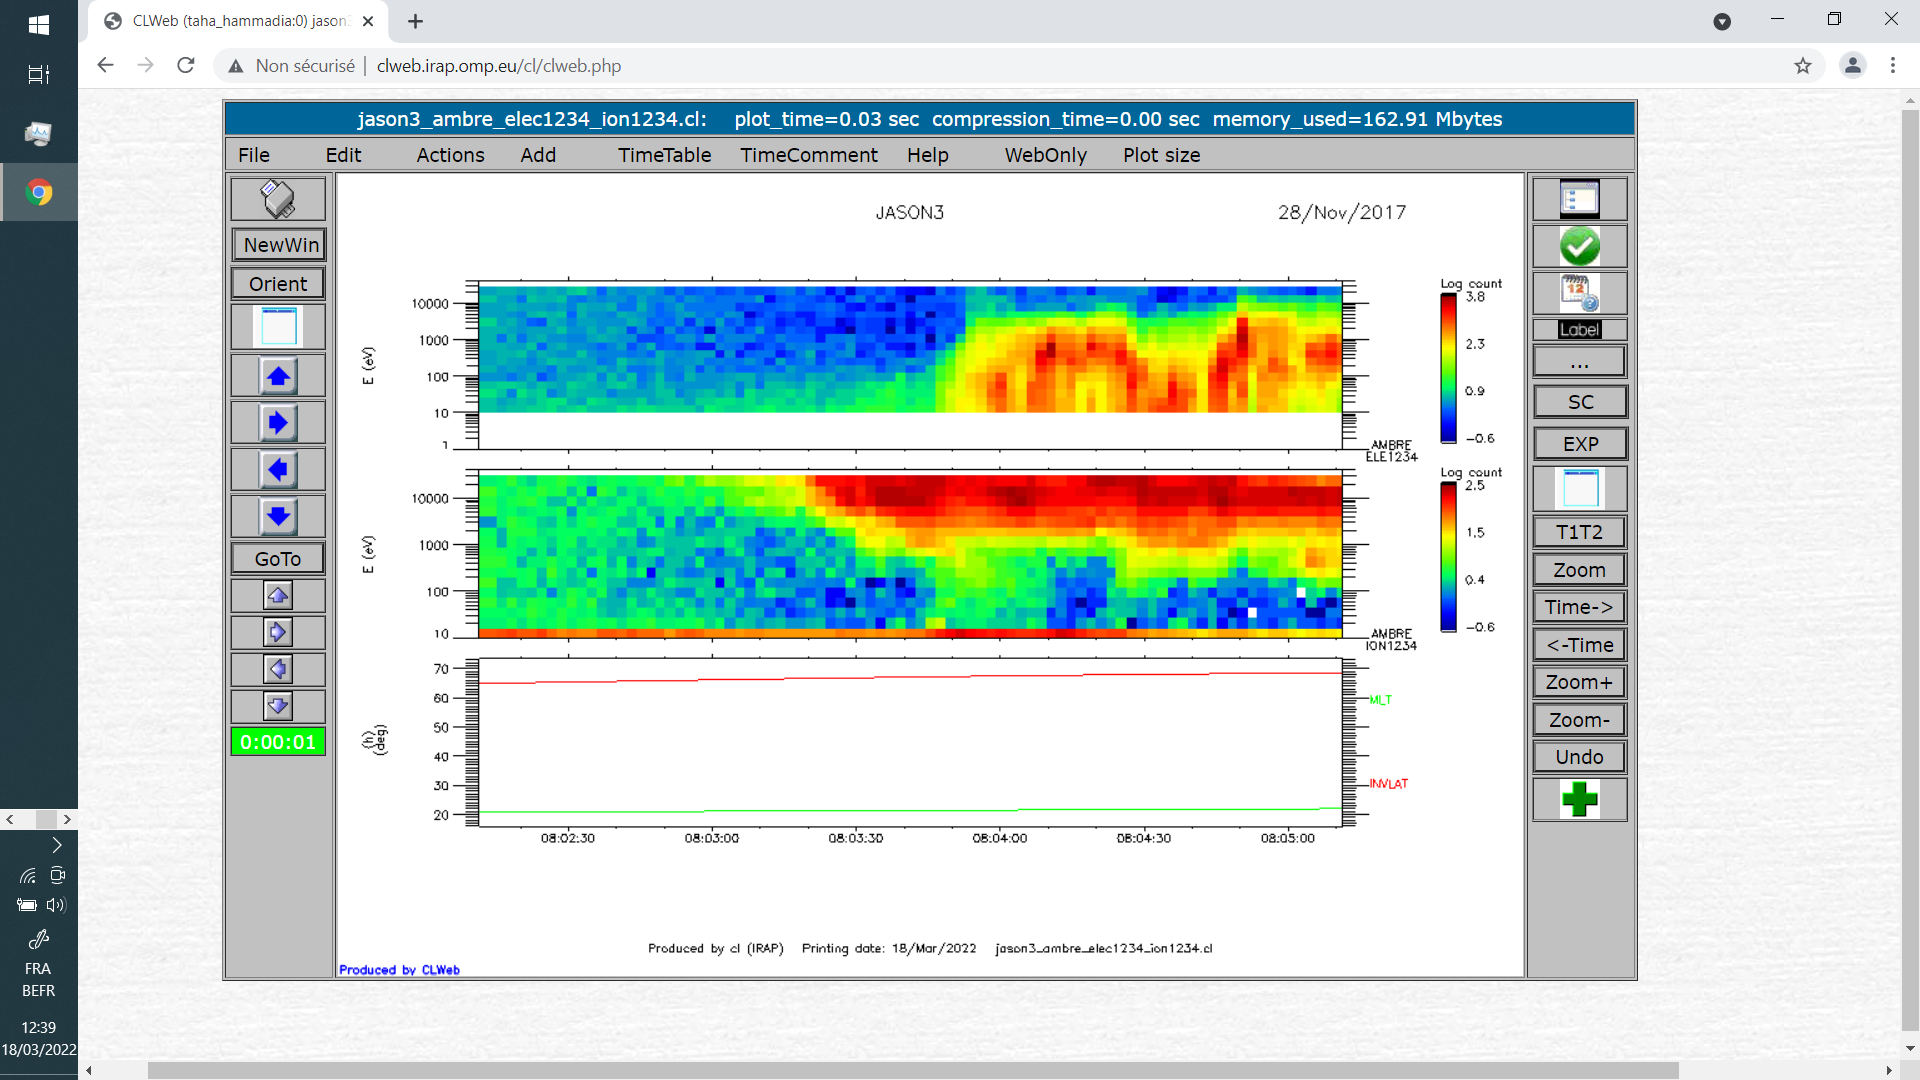 CLWeb (taha_hammadia:0) jason3
Non sécurisé | clweb.irap.omp.eu/cl/clweb.php
jason3_ambre_elec1234_ion1234.cl: plot_time=0.03 sec compression_time=0.00 sec memory_used=162.91 Mbytes
File Edit Actions Add TimeTable TimeComment Help WebOnly Plot size
NewWin
Orient
GoTo
0:00:01
JASON3 28/Nov/2017
Log count
3.8
2.3
0.9
-0.6
10000
1000
100
10
1
E (eV)
AMBRE
ELE1234
Log count
2.5
1.5
0.4
-0.6
10000
1000
100
10
E (eV)
AMBRE
ION1234
70
60
50
40
30
20
(h)
(deg)
MLT
INVLAT
08:02:30 08:03:00 08:03:30 08:04:00 08:04:30 08:05:00
Produced by cl (IRAP) Printing date: 18/Mar/2022 jason3_ambre_elec1234_ion1234.cl
Produced by CLWeb
12
Label
...
SC
EXP
T1T2
Zoom
Time->
<-Time
Zoom+
Zoom-
Undo
FRA
BEFR
12:39
18/03/2022